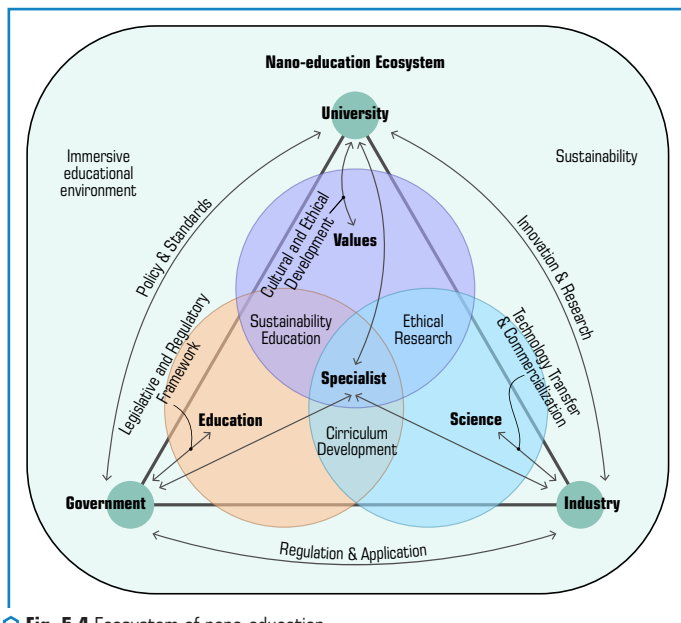 Nano-education Ecosystem
University
Immersive
educational
environment
Sustainability
Policy & Standards
Cultural and Ethical
Development
Values
Innovation & Research
Sustainability
Education
Ethical
Research
Legislative and Regulatory
Framework
Technology Transfer
& Commercialization
Specialist
Education
Science
Cirriculum
Development
Government
Industry
Regulation & Application
Fig. 5.4 Ecosystem of nano-education